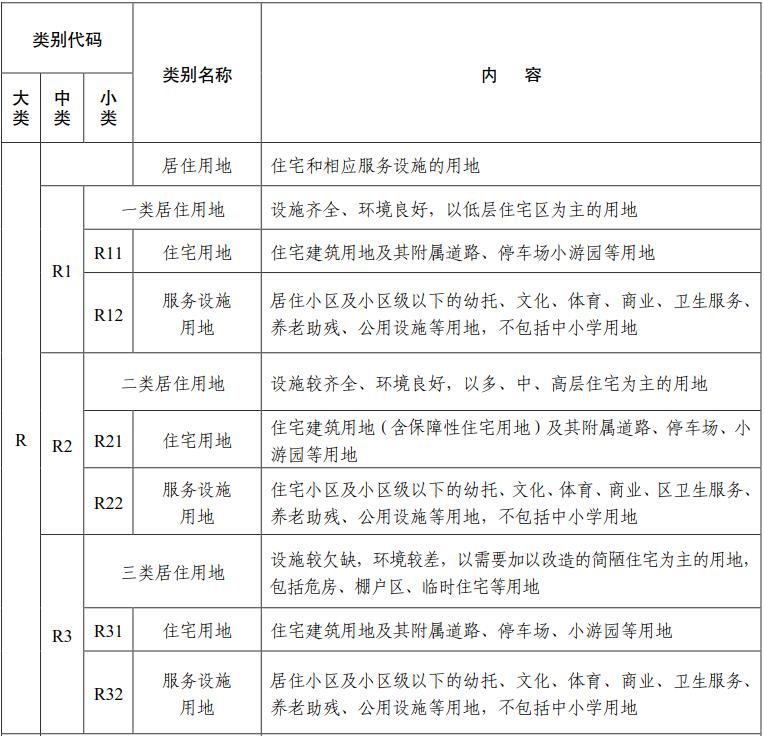 类别代码
类别名称
内 容
大类
中类
小类
R
居住用地
住宅和相应服务设施的用地
R1
一类居住用地
设施齐全、环境良好，以低层住宅区为主的用地
R11
住宅用地
住宅建筑用地及其附属道路、停车场小游园等用地
R12
服务设施
用地
居住小区及小区级以下的幼托、文化、体育、商业、卫生服务、
养老助残、公用设施等用地，不包括中小学用地
R2
二类居住用地
设施较齐全、环境良好，以多、中、高层住宅为主的用地
R21
住宅用地
住宅建筑用地（含保障性住宅用地）及其附属道路、停车场、小
游园等用地
R22
服务设施
用地
住宅小区及小区级以下的幼托、文化、体育、商业、区卫生服务、
养老助残、公用设施等用地，不包括中小学用地
R3
三类居住用地
设施较欠缺，环境较差，以需要加以改造的简陋住宅为主的用地，
包括危房、棚户区、临时住宅等用地
R31
住宅用地
住宅建筑用地及其附属道路、停车场、小游园等用地
R32
服务设施
用地
居住小区及小区级以下的幼托、文化、体育、商业、卫生服务、
养老助残、公用设施等用地，不包括中小学用地